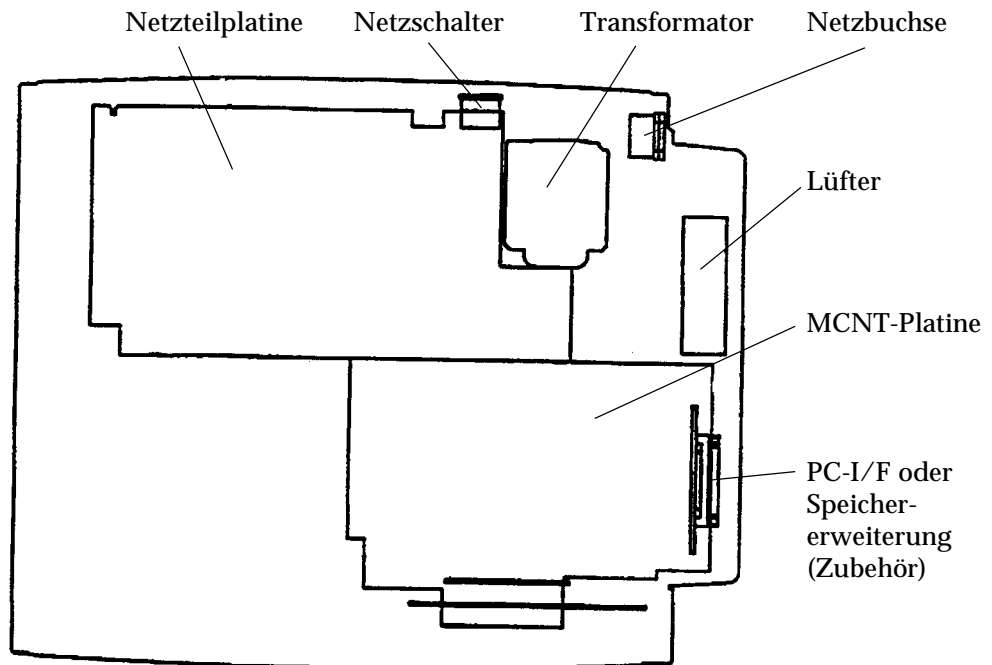 Netzteilplatine
Netzschalter
Transformator
Netzbuchse
Lüfter
MCNT-Platine
PC-I/F oder
Speicher-
erweiterung
(Zubehör)